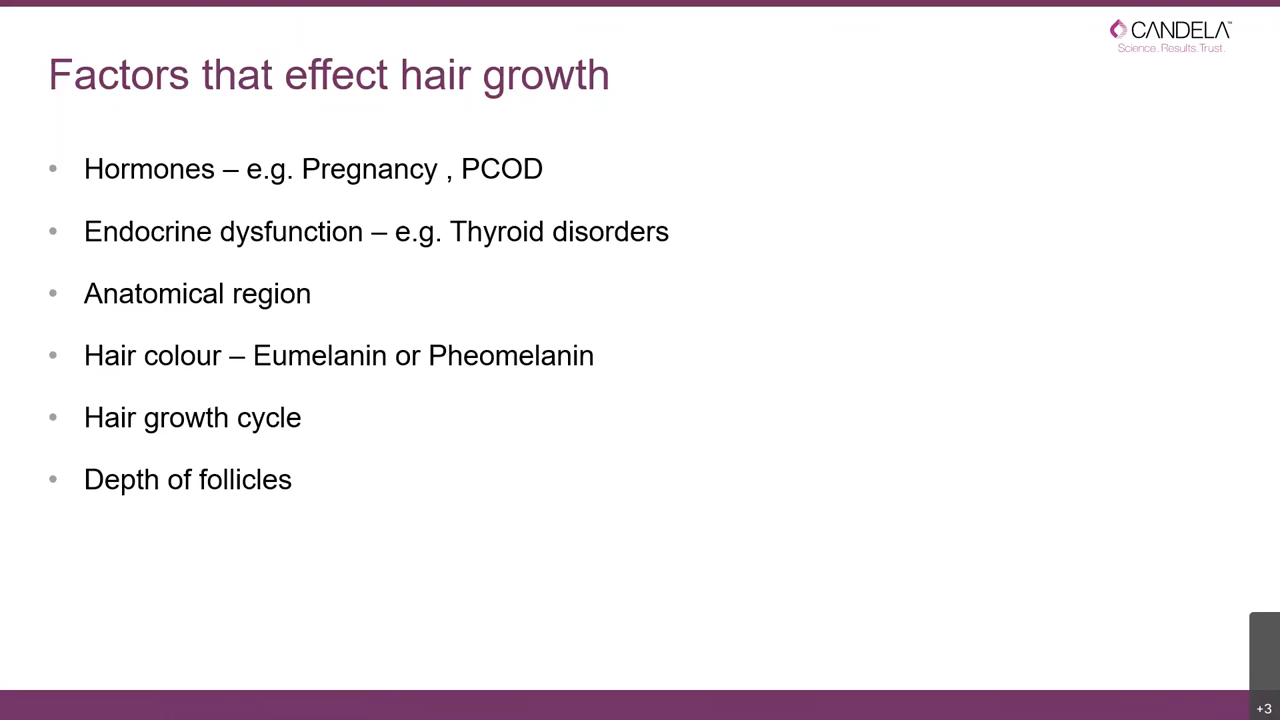 CANDELA™
Science. Results. Trust.
Factors that effect hair growth
• Hormones – e.g. Pregnancy , PCOD
• Endocrine dysfunction – e.g. Thyroid disorders
• Anatomical region
• Hair colour – Eumelanin or Pheomelanin
• Hair growth cycle
• Depth of follicles
+3